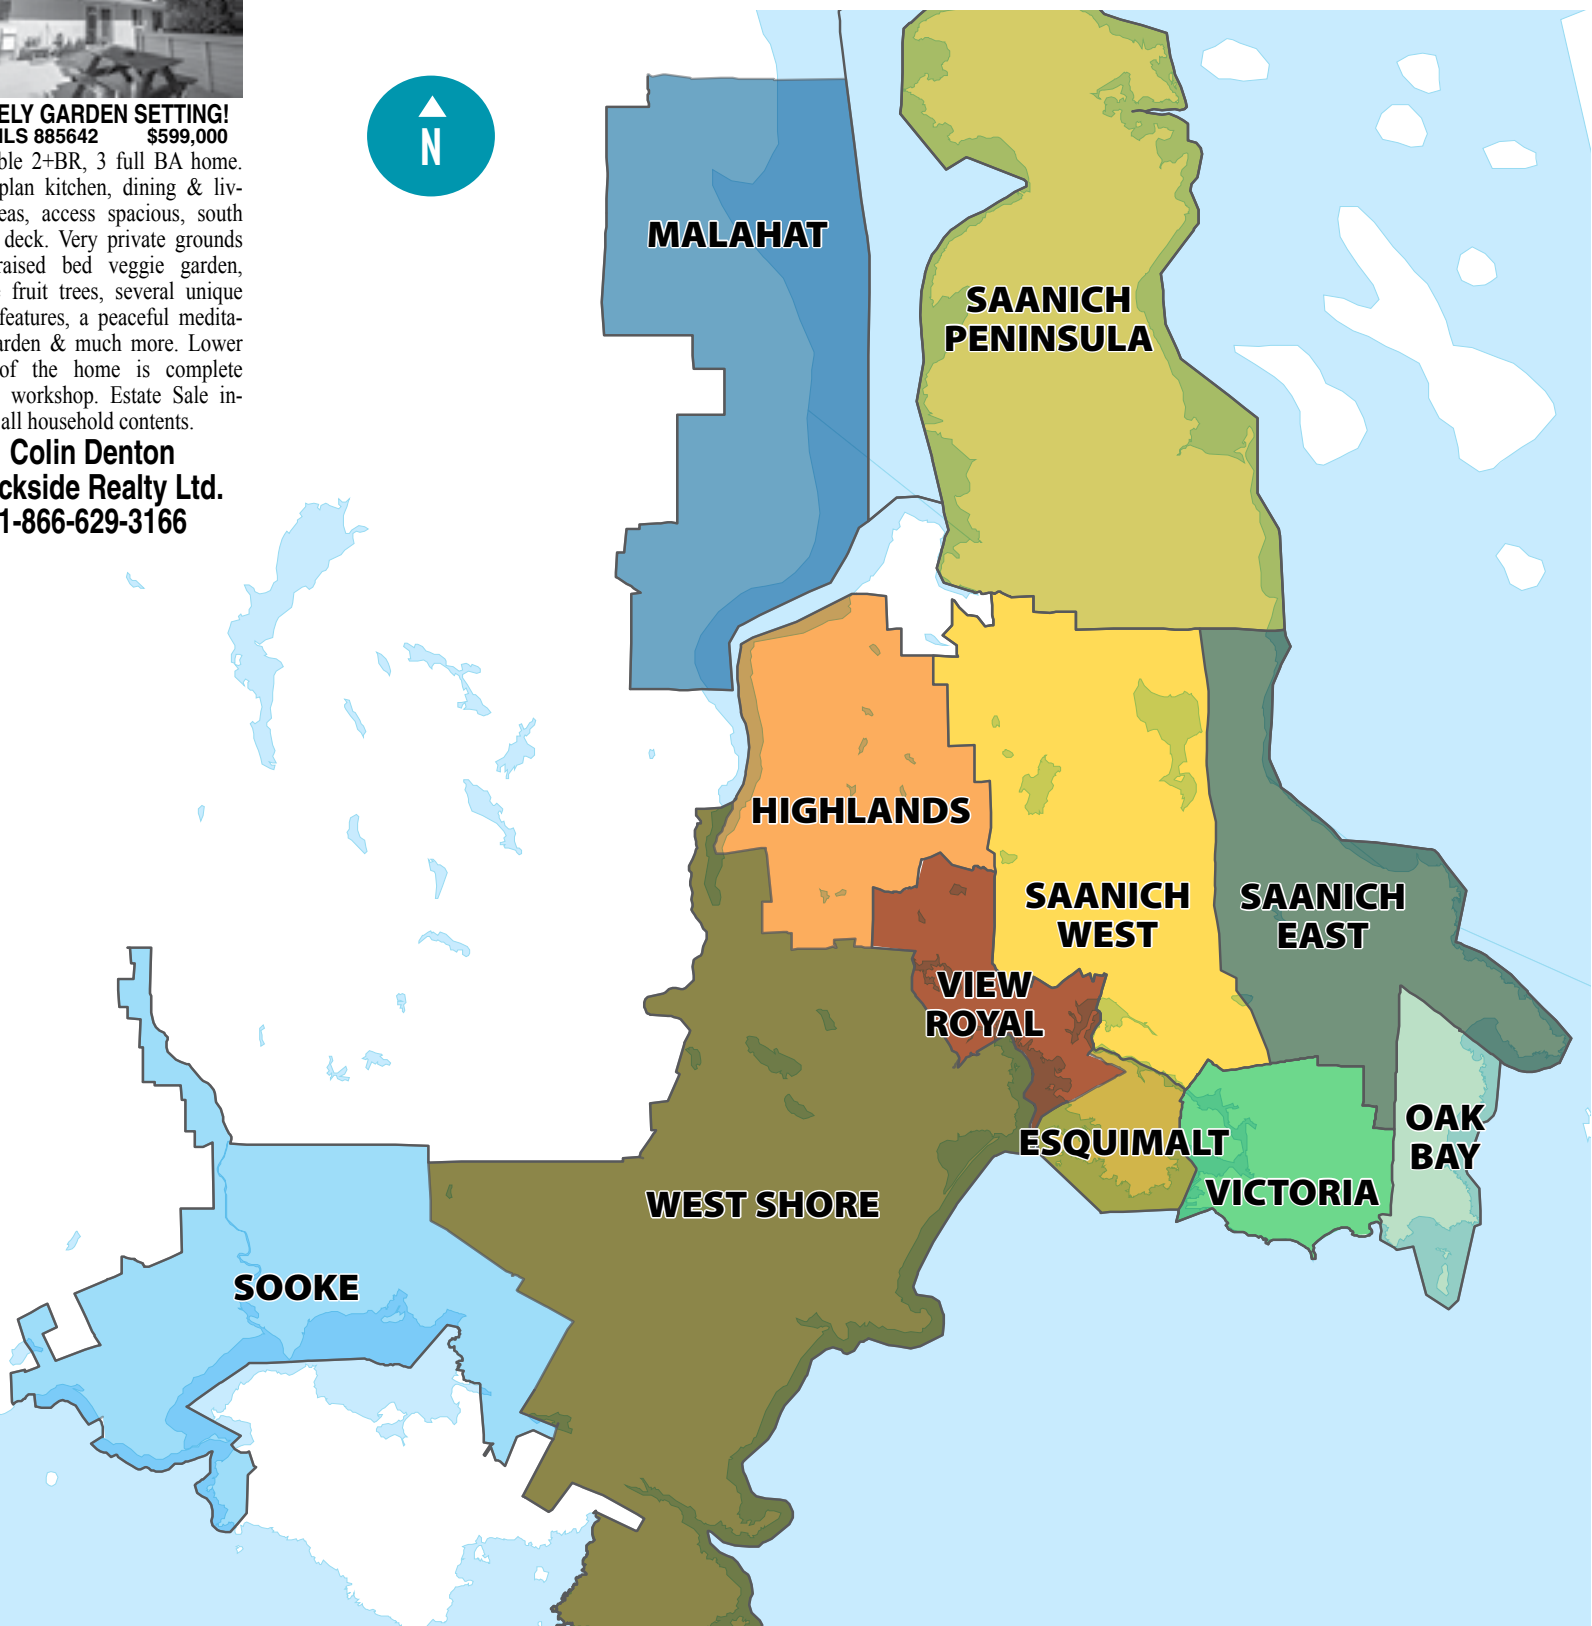 ELY GARDEN SETTING!
ILS 885642 $599,000
ble 2+BR, 3 full BA home.
plan kitchen, dining & liv-
eas, access spacious, south
deck. Very private grounds
raised bed veggie garden,
fruit trees, several unique
features, a peaceful medita-
arden & much more. Lower
of the home is complete
workshop. Estate Sale in-
all household contents.
Colin Denton
ckside Realty Ltd.
1-866-629-3166
N
MALAHAT
SAANICH
PENINSULA
HIGHLANDS
SAANICH
WEST
SAANICH
EAST
VIEW
ROYAL
OAK
BAY
ESQUIMALT
VICTORIA
WEST SHORE
SOOKE